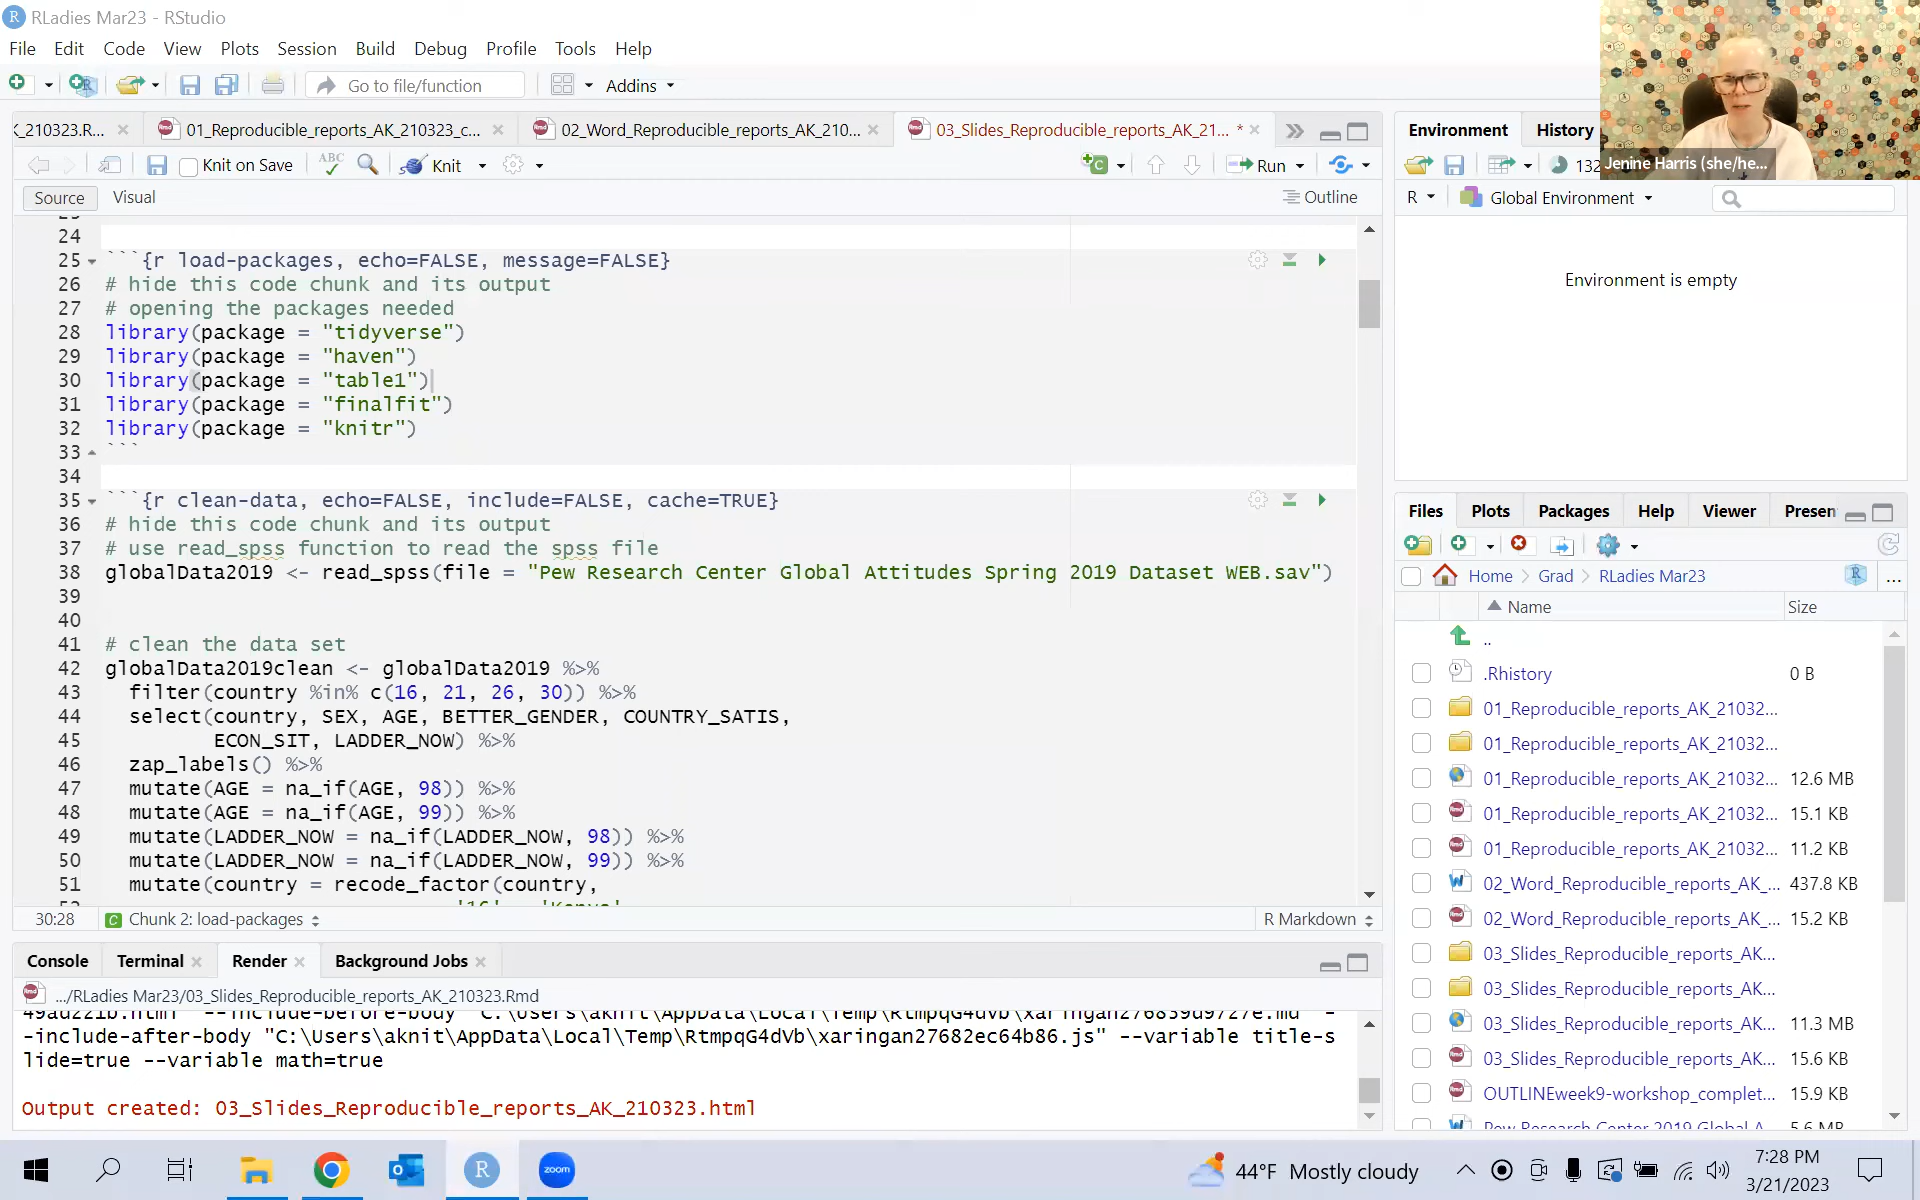 RLadies Mar23 - RStudio
File Edit Code View Plots Session Build Debug Profile Tools Help
Go to file/function Addins
K_210323.R... 01_Reproducible_reports_AK_210323_c... 02_Word_Reproducible_reports_AK_210... 03_Slides_Reproducible_reports_AK_21... *
Knit on Save ABC Knit Run
Source Visual Outline
24
25 ```{r load-packages, echo=FALSE, message=FALSE}
26 # hide this code chunk and its output
27 # opening the packages needed
28 library(package = "tidyverse")
29 library(package = "haven")
30 library(package = "table1")
31 library(package = "finalfit")
32 library(package = "knitr")
33 ```
34
35 ```{r clean-data, echo=FALSE, include=FALSE, cache=TRUE}
36 # hide this code chunk and its output
37 # use read_spss function to read the spss file
38 globalData2019 <- read_spss(file = "Pew Research Center Global Attitudes Spring 2019 Dataset WEB.sav")
39
40
41 # clean the data set
42 globalData2019clean <- globalData2019 %>%
43 filter(country %in% c(16, 21, 26, 30)) %>%
44 select(country, SEX, AGE, BETTER_GENDER, COUNTRY_SATIS,
45 ECON_SIT, LADDER_NOW) %>%
46 zap_labels() %>%
47 mutate(AGE = na_if(AGE, 98)) %>%
48 mutate(AGE = na_if(AGE, 99)) %>%
49 mutate(LADDER_NOW = na_if(LADDER_NOW, 98)) %>%
50 mutate(LADDER_NOW = na_if(LADDER_NOW, 99)) %>%
51 mutate(country = recode_factor(country,
30:28 Chunk 2: load-packages R Markdown
Console Terminal Render Background Jobs
.../RLadies Mar23/03_Slides_Reproducible_reports_AK_210323.Rmd
-include-after-body "C:\Users\aknit\AppData\Local\Temp\RtmpqG4dVb\xaringan27682ec64b86.js" --variable title-s
lide=true --variable math=true
Output created: 03_Slides_Reproducible_reports_AK_210323.html
Environment History
132
R Global Environment
Environment is empty
Jenine Harris (she/he...
Files Plots Packages Help Viewer Presen
Home Grad RLadies Mar23 ...
Name Size
..
.Rhistory 0 B
01_Reproducible_reports_AK_21032...
01_Reproducible_reports_AK_21032...
01_Reproducible_reports_AK_21032... 12.6 MB
01_Reproducible_reports_AK_21032... 15.1 KB
01_Reproducible_reports_AK_21032... 11.2 KB
02_Word_Reproducible_reports_AK_... 437.8 KB
02_Word_Reproducible_reports_AK_... 15.2 KB
03_Slides_Reproducible_reports_AK...
03_Slides_Reproducible_reports_AK...
03_Slides_Reproducible_reports_AK... 11.3 MB
03_Slides_Reproducible_reports_AK... 15.6 KB
OUTLINEweek9-workshop_complet... 15.9 KB
zoom
44°F Mostly cloudy
7:28 PM
3/21/2023